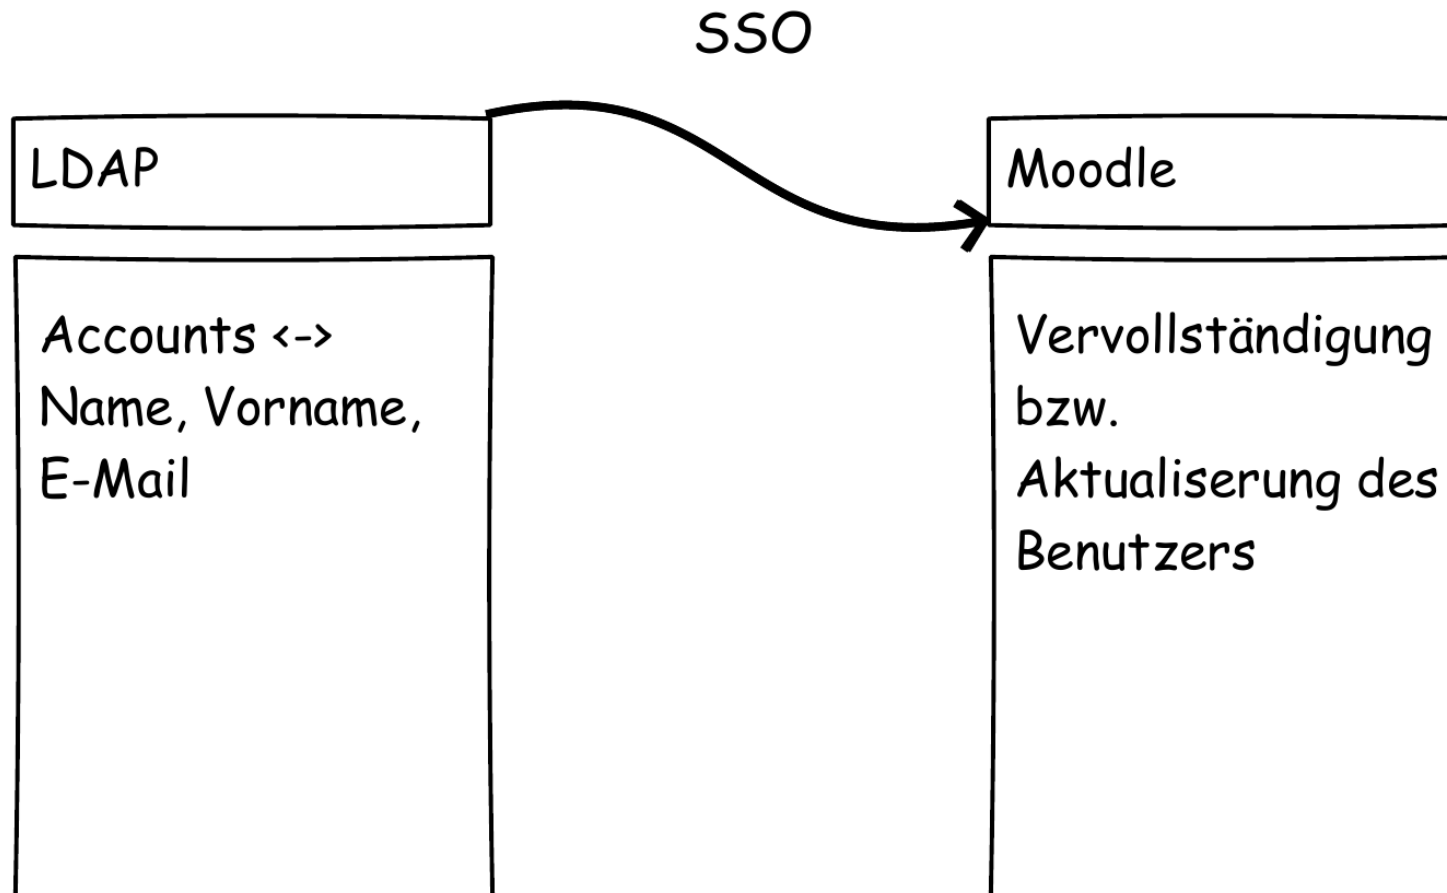 SSO
LDAP
Moodle
Accounts <->
Name, Vorname,
E-Mail
Vervollständigung
bzw.
Aktualiserung des
Benutzers